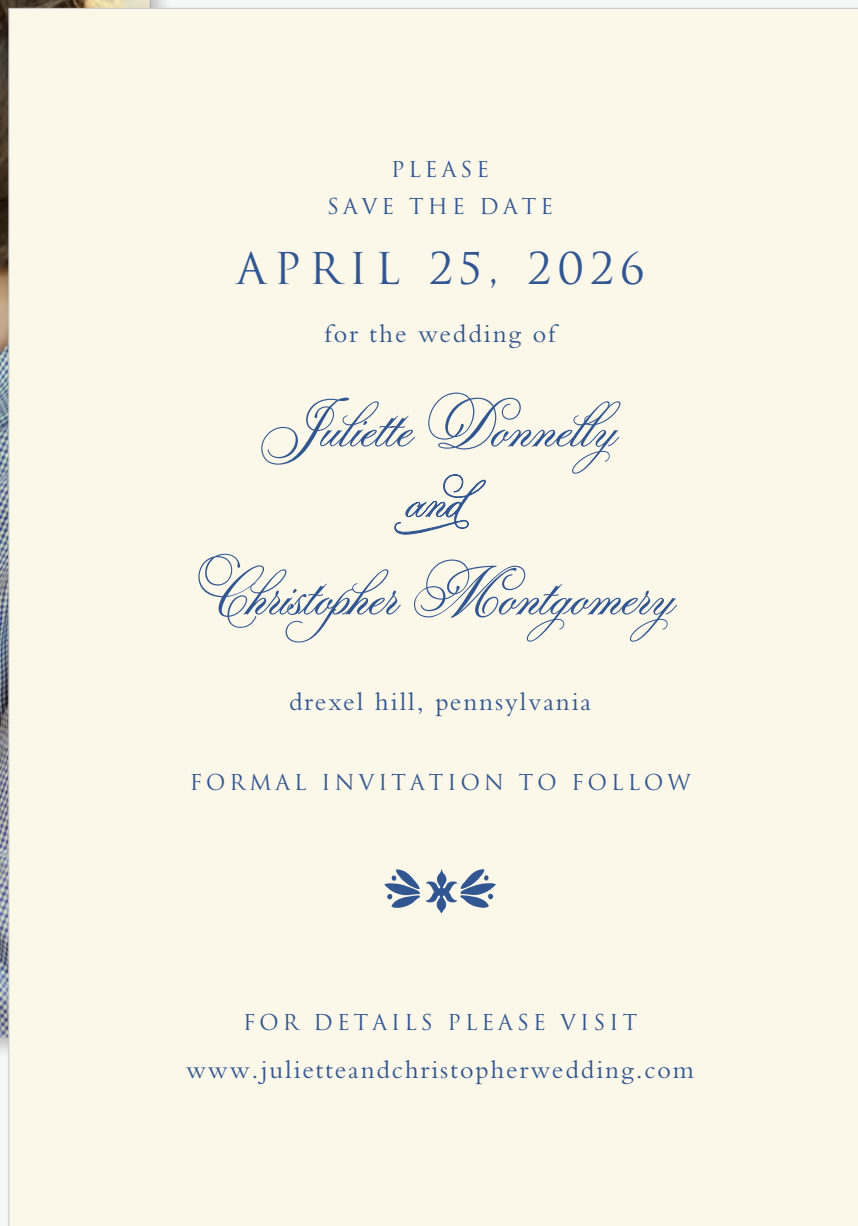 PLEASE
SAVE THE DATE
APRIL 25, 2026
for the wedding of
Juliette Donnelly
and
Christopher Montgomery
drexel hill, pennsylvania
FORMAL INVITATION TO FOLLOW
FOR DETAILS PLEASE VISIT
www.julietteandchristopherwedding.com